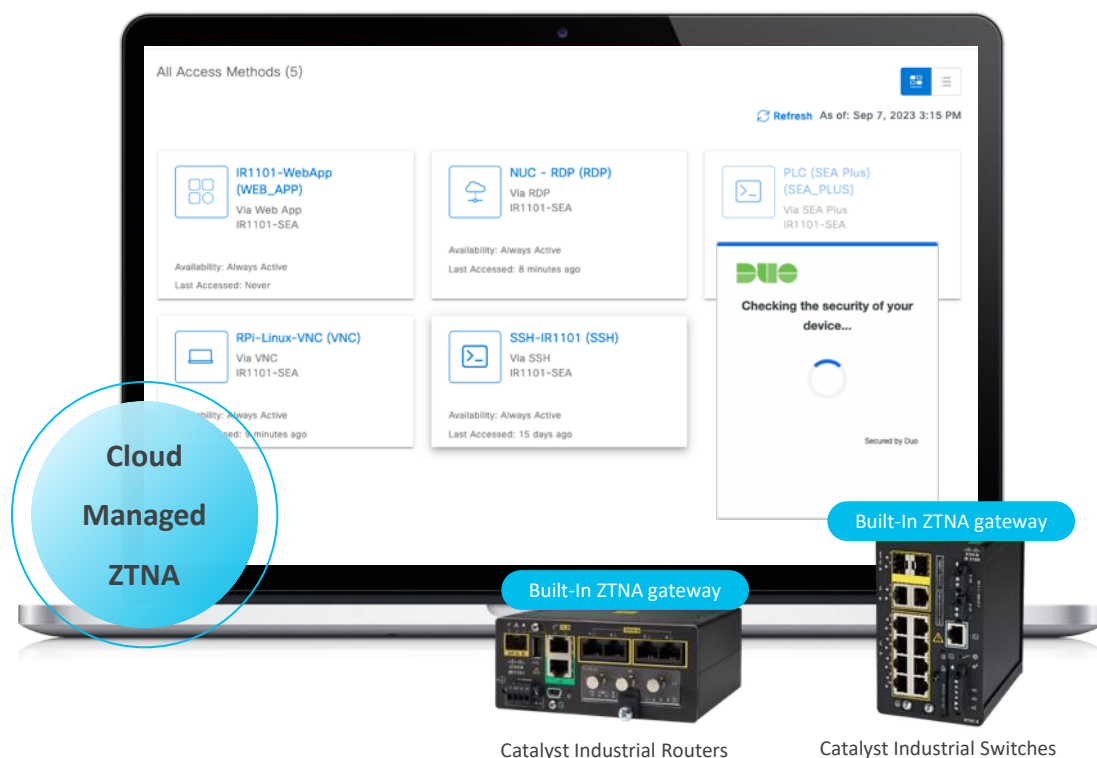 All Access Methods (5)
Refresh As of: Sep 7, 2023 3:15 PM
IR1101-WebApp
(WEB_APP)
Via Web App
IR1101-SEA
Availability: Always Active
Last Accessed: Never
NUC - RDP (RDP)
Via RDP
IR1101-SEA
Availability: Always Active
Last Accessed: 8 minutes ago
PLC (SEA Plus)
(SEA_PLUS)
Via SEA Plus
IR1101-SEA
DUO
Checking the security of your
device...
Secured by Duo
RPi-Linux-VNC (VNC)
Via VNC
IR1101-SEA
Always Active
9 minutes ago
SSH-IR1101 (SSH)
Via SSH
IR1101-SEA
Availability: Always Active
Last Accessed: 15 days ago
Cloud
Managed
ZTNA
Built-In ZTNA gateway
Built-In ZTNA gateway
Catalyst Industrial Routers
Catalyst Industrial Switches